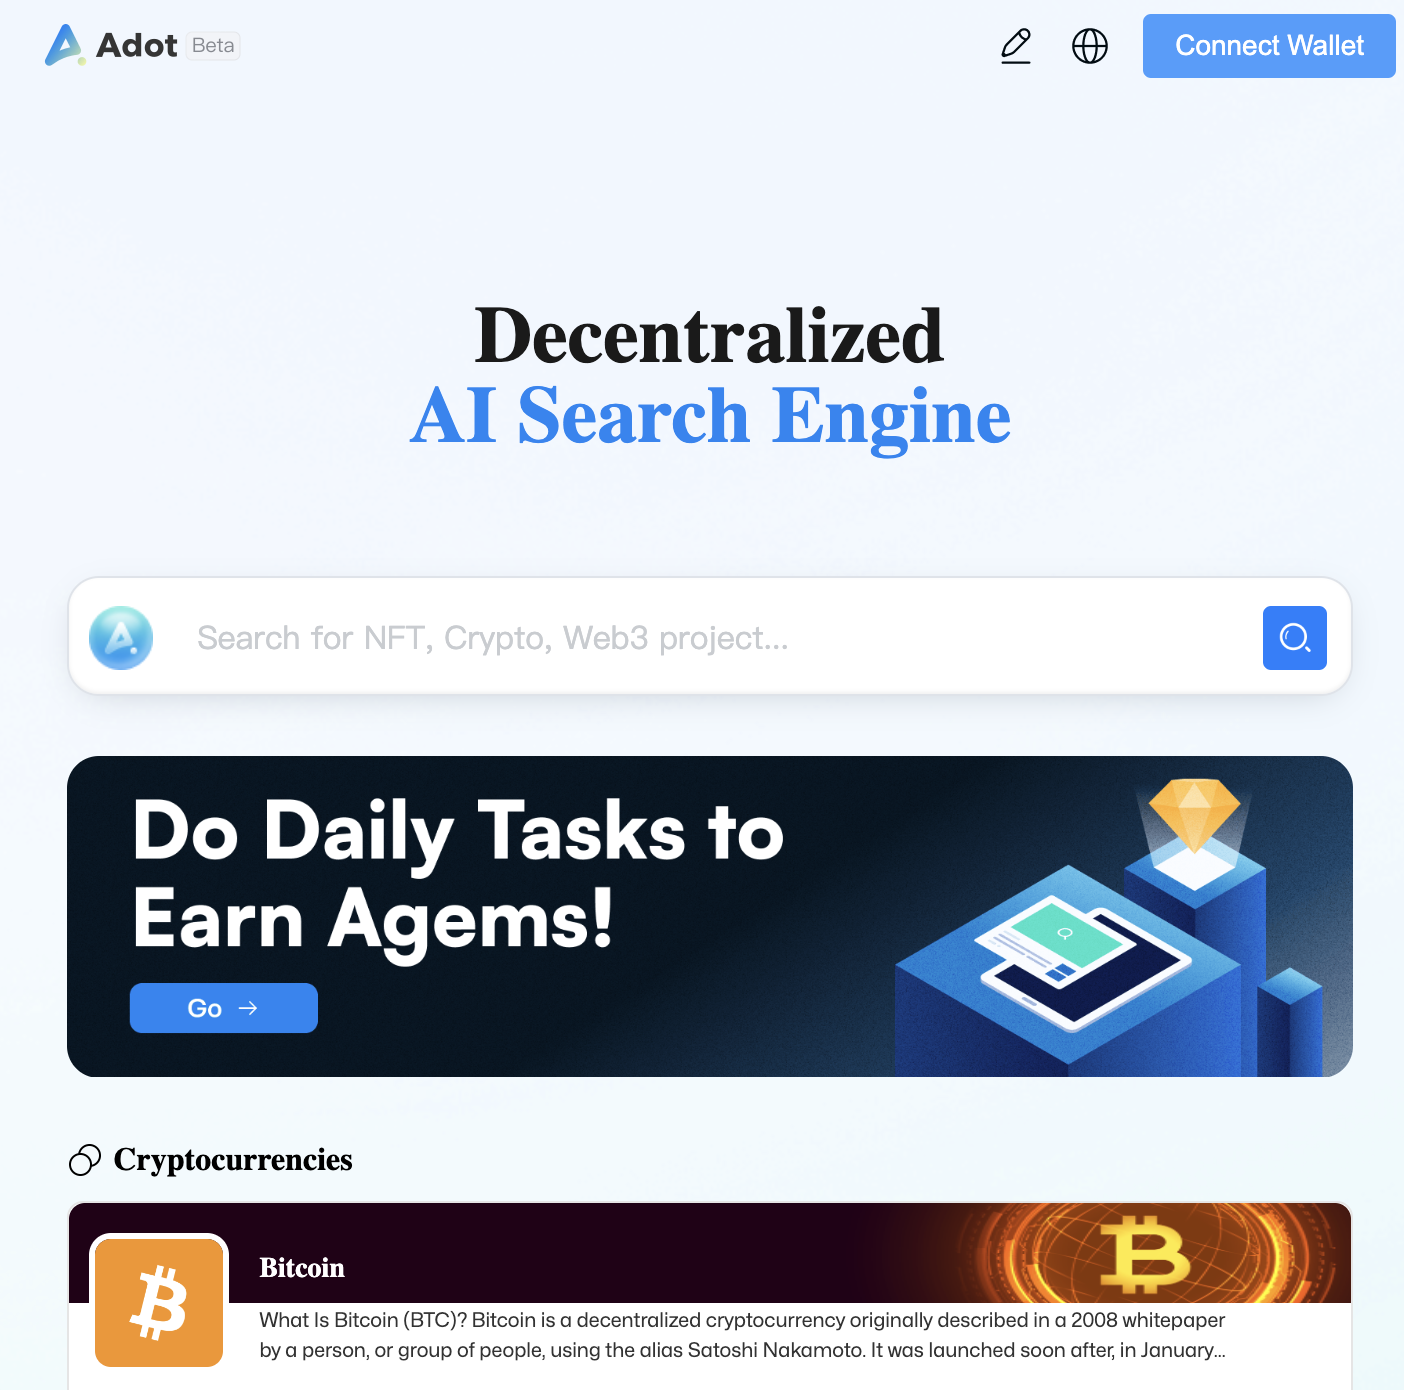 Adot Beta
Connect Wallet
Decentralized
AI Search Engine
Search for NFT, Crypto, Web3 project...
Do Daily Tasks to
Earn Agems!
Go →
Cryptocurrencies
Bitcoin
What Is Bitcoin (BTC)? Bitcoin is a decentralized cryptocurrency originally described in a 2008 whitepaper
by a person, or group of people, using the alias Satoshi Nakamoto. It was launched soon after, in January...